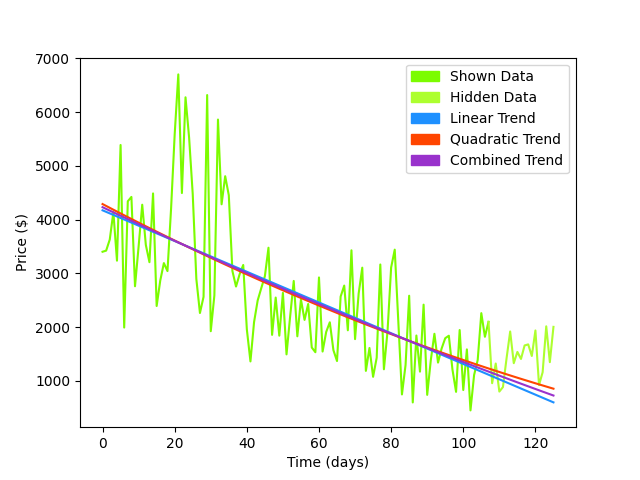 7000
6000
5000
4000
3000
2000
1000
Price ($)
0
20
40
60
80
100
120
Time (days)
Shown Data
Hidden Data
Linear Trend
Quadratic Trend
Combined Trend